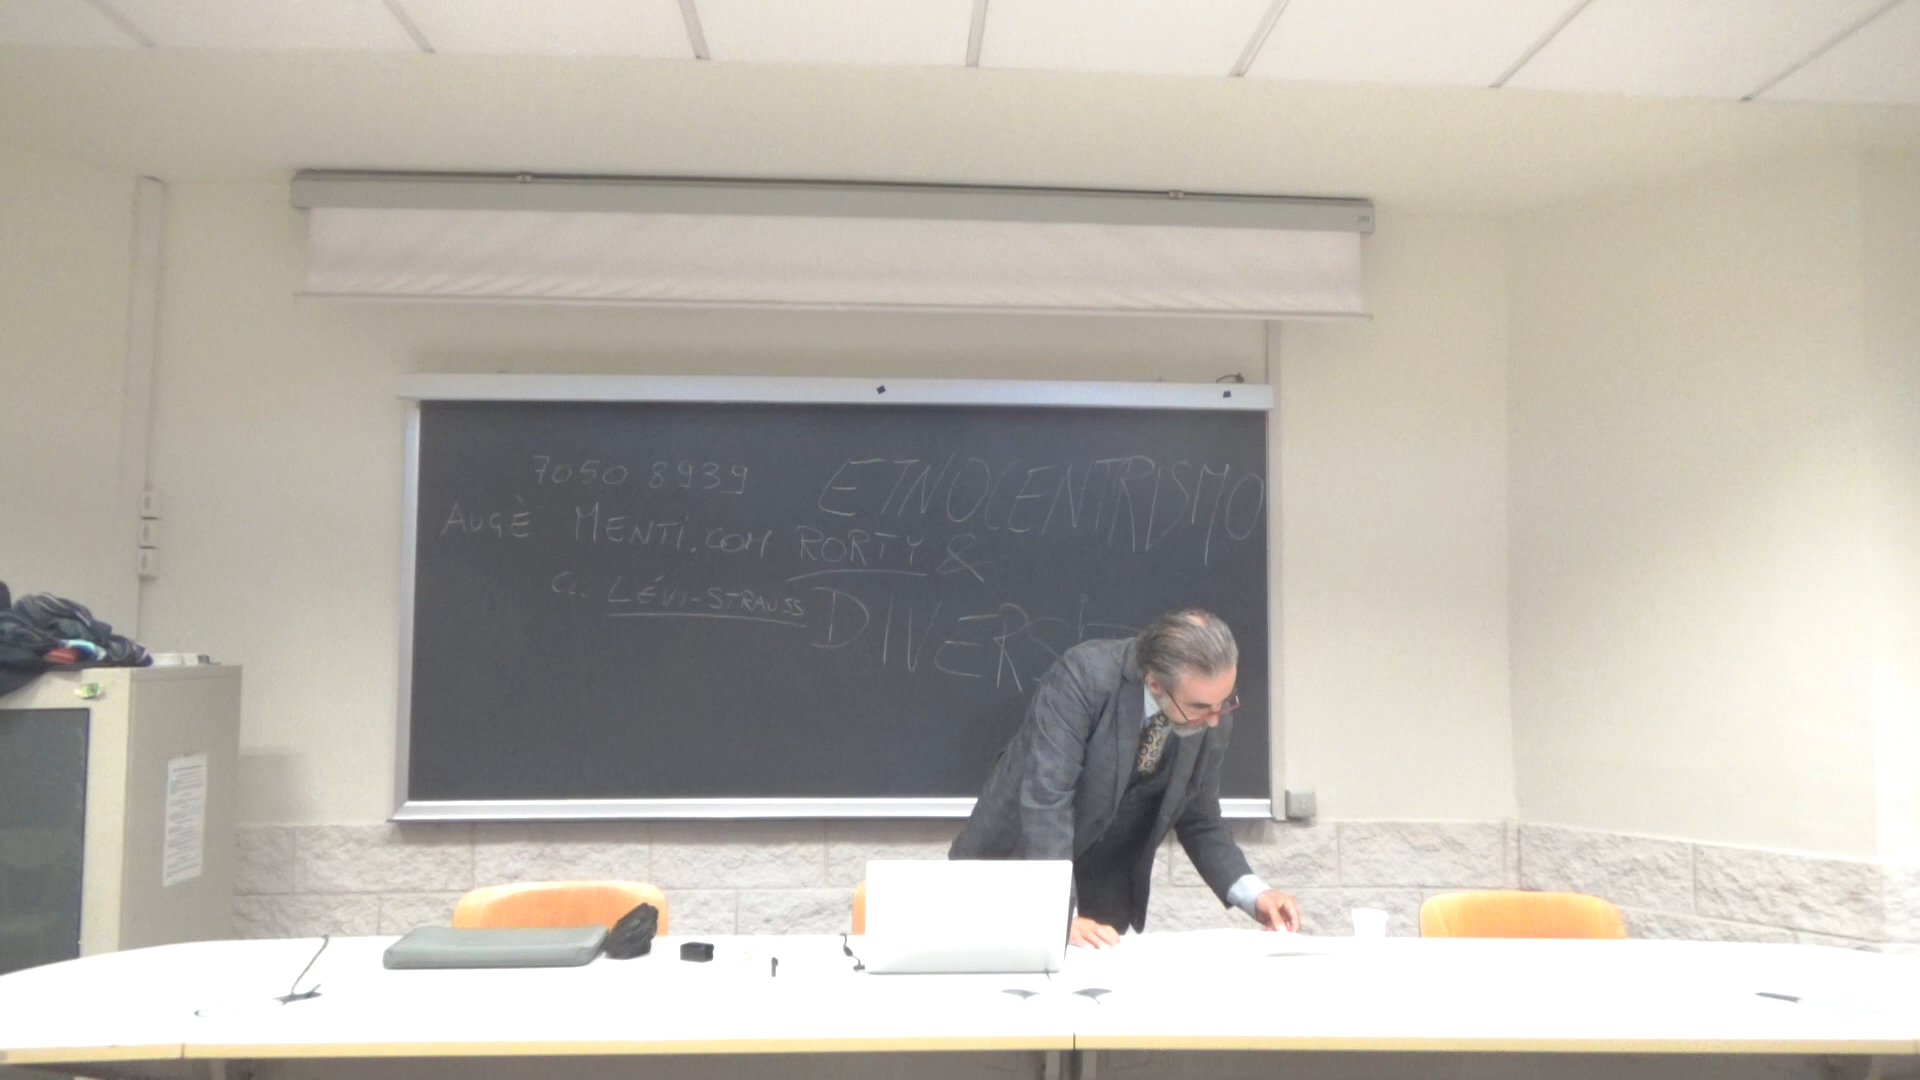 7050 8939
ETNOCENTRISMO
AUGÈ MENTI.COM RORTY &
CL. LÉVI-STRAUSS